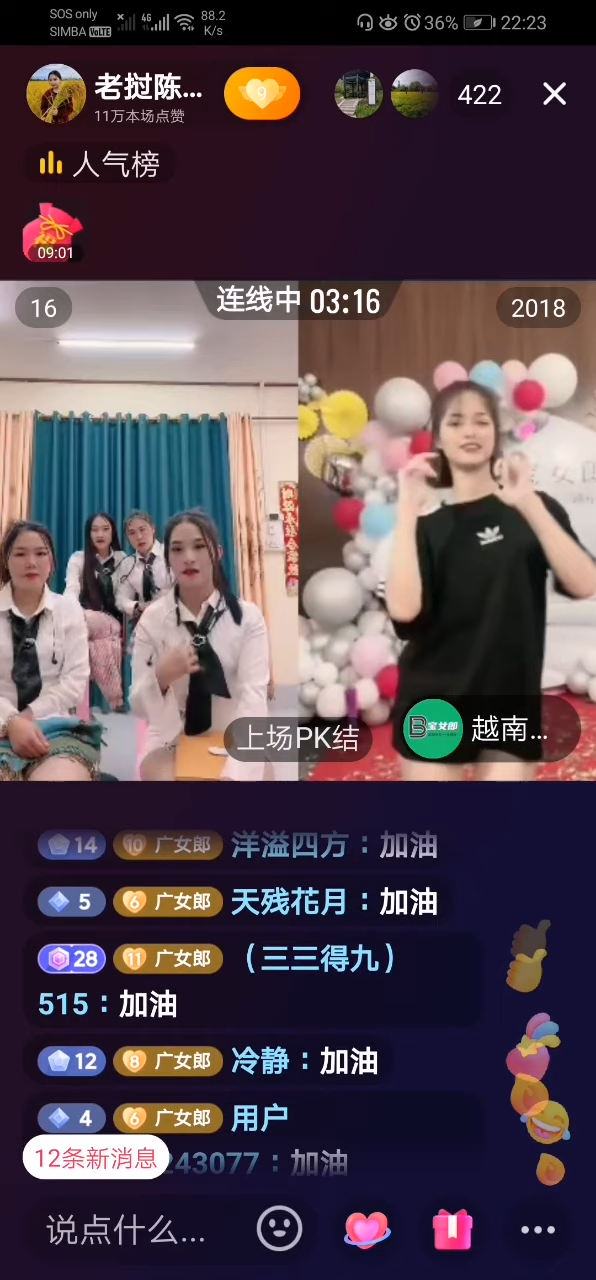 SOS only
SIMBA VoLTE
4G
88.2
K/s
36%
22:23
老挝陈...
11万本场点赞
9
422
人气榜
09:01
16
连线中 03:16
2018
上场PK结
宝女郎
越南...
14 10 广女郎 洋溢四方：加油
5 6 广女郎 天残花月：加油
28 11 广女郎 （三三得九）
515：加油
12 8 广女郎 冷静：加油
4 6 广女郎 用户
243077：加油
12条新消息
说点什么...